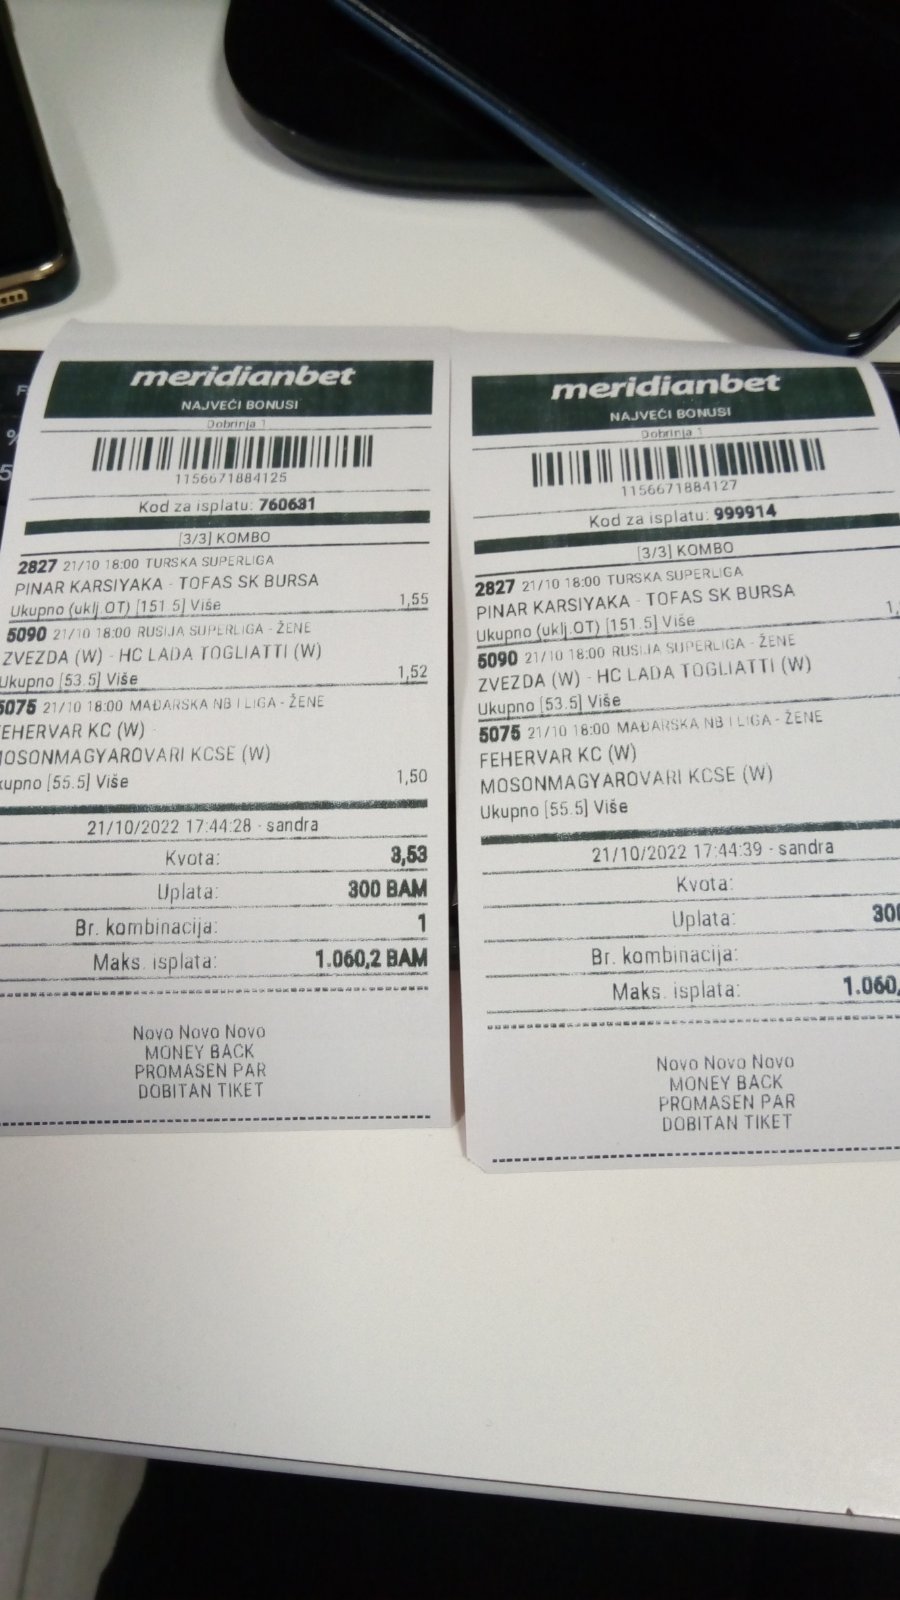 meridianbet
NAJVEĆI BONUSI
Dobrinja 1
1156671884125
Kod za isplatu: 760631
[3/3] KOMBO
2827 21/10 18:00 TURSKA SUPERLIGA
PINAR KARSIYAKA - TOFAS SK BURSA
Ukupno (uklj.OT) [151.5] Više 1,55
5090 21/10 18:00 RUSIJA SUPERLIGA - ŽENE
ZVEZDA (W) - HC LADA TOGLIATTI (W)
Ukupno [53.5] Više 1,52
5075 21/10 18:00 MAĐARSKA NB I LIGA - ŽENE
FEHERVAR KC (W) -
MOSONMAGYAROVARI KCSE (W)
kupno [55.5] Više 1,50
21/10/2022 17:44:28 - sandra
Kvota: 3,53
Uplata: 300 BAM
Br. kombinacija: 1
Maks. isplata: 1.060,2 BAM
Novo Novo Novo
MONEY BACK
PROMASEN PAR
DOBITAN TIKET
meridianbet
NAJVEĆI BONUSI
Dobrinja 1
1156671884127
Kod za isplatu: 999914
[3/3] KOMBO
2827 21/10 18:00 TURSKA SUPERLIGA
PINAR KARSIYAKA - TOFAS SK BURSA
Ukupno (uklj.OT) [151.5] Više 1,
5090 21/10 18:00 RUSIJA SUPERLIGA - ŽENE
ZVEZDA (W) - HC LADA TOGLIATTI (W)
Ukupno [53.5] Više
5075 21/10 18:00 MAĐARSKA NB I LIGA - ŽENE
FEHERVAR KC (W)
MOSONMAGYAROVARI KCSE (W)
Ukupno [55.5] Više
21/10/2022 17:44:39 - sandra
Kvota:
Uplata: 300
Br. kombinacija:
Maks. isplata: 1.060,
Novo Novo Novo
MONEY BACK
PROMASEN PAR
DOBITAN TIKET